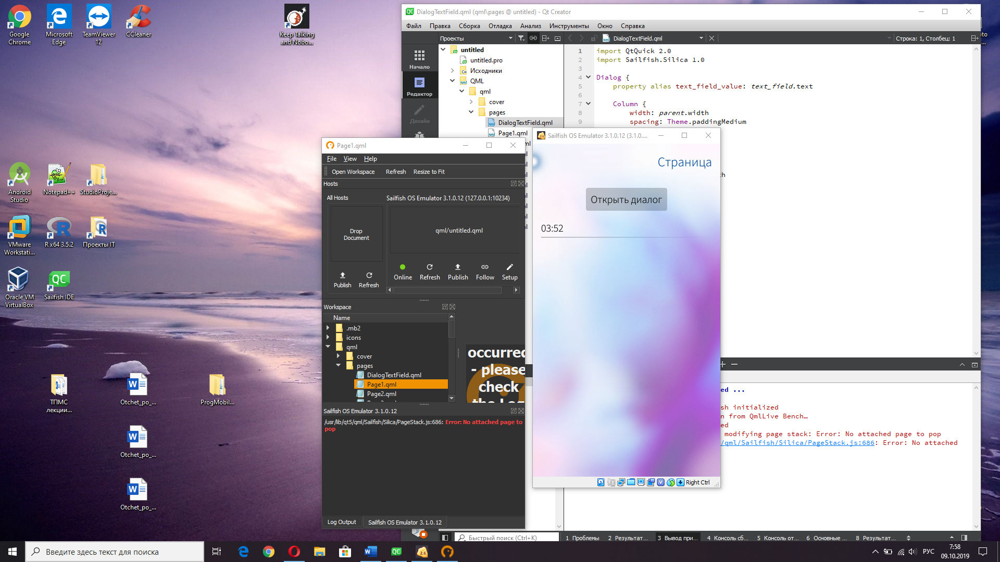 Google Chrome
Microsoft Edge
TeamViewer 12
CCleaner
Keep Talking and Nobo...
Android Studio
Notepad++
StudioProje...
VMware Workstati...
R x64 3.5.2
Проекты IT
Oracle VM VirtualBox
Sailfish IDE
ТПМС лекции...
Otchet_po_...
ProgMobil...
Otchet_po_...
Otchet_po_...
DialogTextField.qml (qml\pages @ untitled) - Qt Creator
Файл Правка Сборка Отладка Анализ Инструменты Окно Справка
Проекты
DialogTextField.qml
Строка: 1, Столбец: 1
Начало
Редактор
Дизайн
untitled
untitled.pro
Исходники
QML
qml
cover
pages
DialogTextField.qml
Page1.qml
1 import QtQuick 2.0
2 import Sailfish.Silica 1.0
3
4 Dialog {
5 property alias text_field_value: text_field.text
6
7 Column {
8 width: parent.width
9 spacing: Theme.paddingMedium
Page1.qml
File View Help
Open Workspace Refresh Resize to Fit
Hosts
All Hosts
Sailfish OS Emulator 3.1.0.12 (127.0.0.1:10234)
Drop Document
qml/untitled.qml
Publish Refresh
Online Refresh Publish Follow Setup
Workspace
Name
.mb2
icons
qml
cover
pages
DialogTextField.qml
Page1.qml
Page2.qml
occurred
- please
check
the Log
Sailfish OS Emulator 3.1.0.12
/usr/lib/qt5/qml/Sailfish/Silica/PageStack.js:686: Error: No attached page to
pop
Log Output
Sailfish OS Emulator 3.1.0.12
Sailfish OS Emulator 3.1.0.12 (3.1.0....
Страница
Открыть диалог
03:52
Right Ctrl
ed ...
sh initialized
n from QmlLive Bench…
ed
modifying page stack: Error: No attached page to pop
/qml/Sailfish/Silica/PageStack.js:686: Error: No attached
Быстрый поиск (Ctrl+K)
1 Проблемы 2 Результат... 3 Вывод при... 4 Консоль сб... 5 Консоль от... 6 Основные ... 8 Результат...
Введите здесь текст для поиска
РУС
7:58
09.10.2019